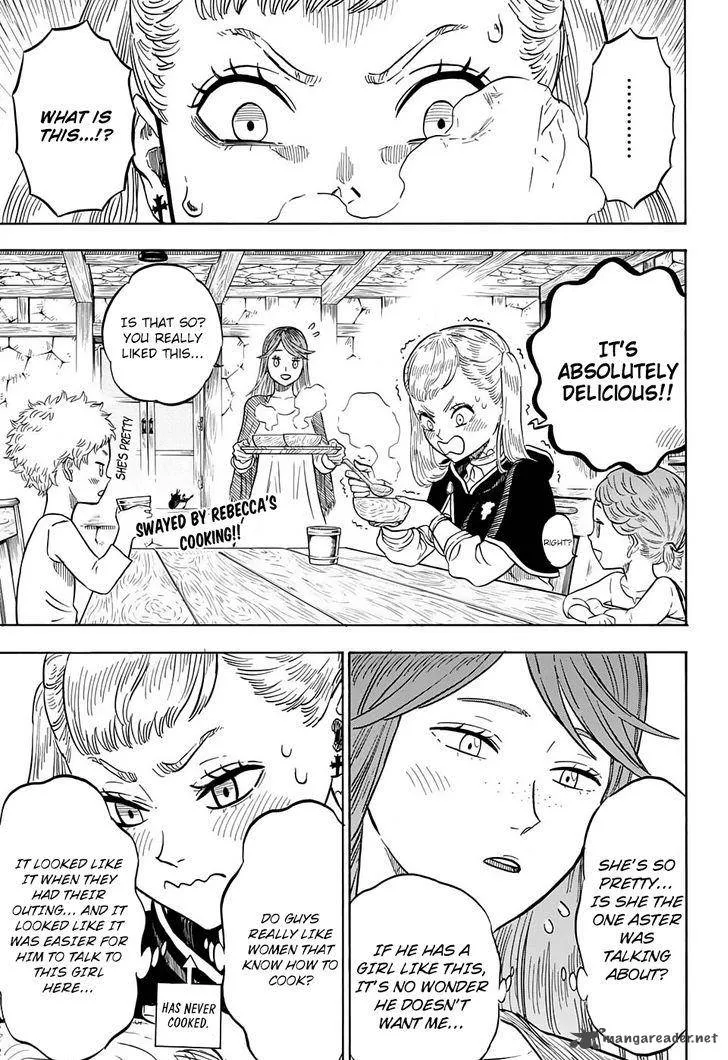 ........
WHAT IS
THIS...!?
IT'S
ABSOLUTELY
DELICIOUS!!
IS THAT SO?
YOU REALLY
LIKED THIS...
RIGHT?
SHE'S PRETTY
SWAYED BY REBECCA'S
COOKING!!
SHE'S SO
PRETTY...
IS SHE THE
ONE ASTER
WAS
TALKING
ABOUT?
IF HE HAS A
GIRL LIKE THIS,
IT'S NO WONDER
HE DOESN'T
WANT ME...
DO GUYS
REALLY LIKE
WOMEN THAT
KNOW HOW TO
COOK?
HAS NEVER
COOKED.
IT LOOKED LIKE
IT WHEN THEY
HAD THEIR
OUTING... AND IT
LOOKED LIKE IT
WAS EASIER FOR
HIM TO TALK TO
THIS GIRL
HERE...
mangareader.net